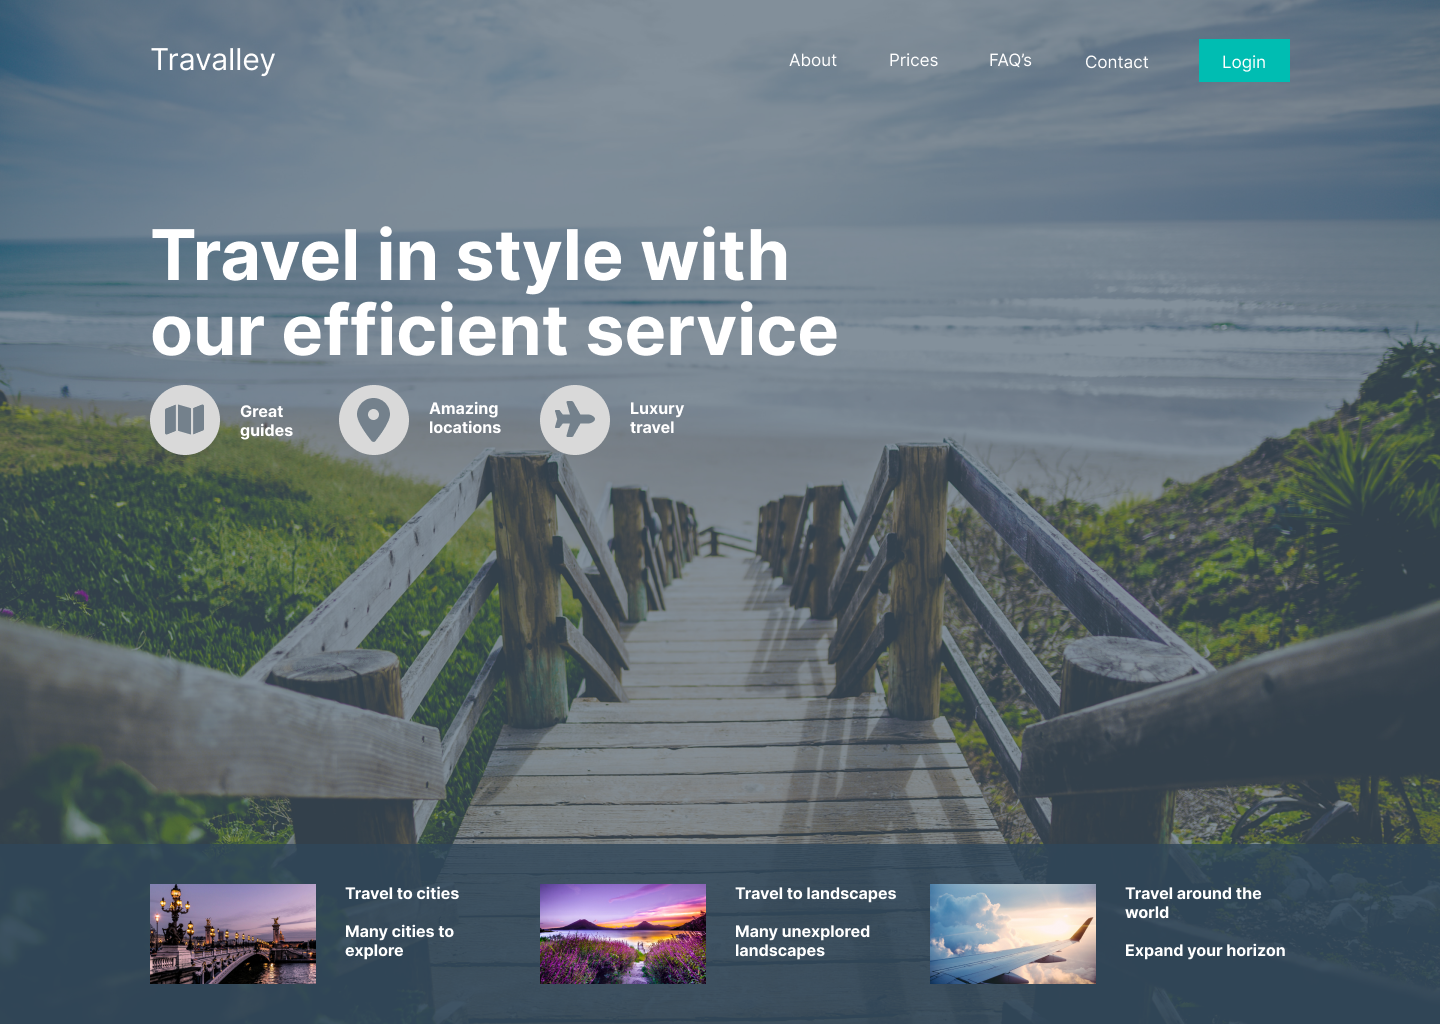 Travalley
About
Prices
FAQ’s
Contact
Login
Travel in style with
our efficient service
Great
guides
Amazing
locations
Luxury
travel
Travel to cities
Many cities to
explore
Travel to landscapes
Many unexplored
landscapes
Travel around the
world
Expand your horizon